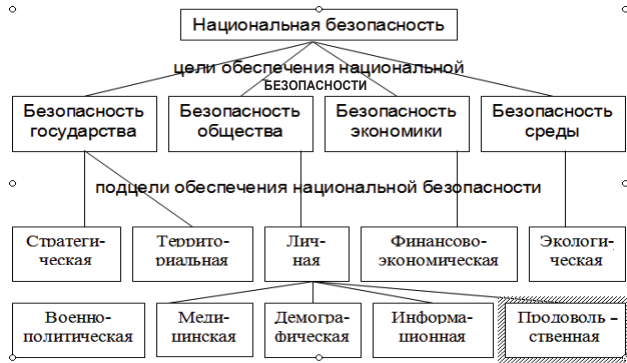 Национальная безопасность
цели обеспечения национальной
БЕЗОПАСНОСТИ
Безопасность
государства
Безопасность
общества
Безопасность
экономики
Безопасность
среды
подцели обеспечения национальной безопасности
Стратеги-
ческая
Террито-
риальная
Лич-
ная
Финансово-
экономическая
Экологи-
ческая
Военно-
политическая
Меди-
цинская
Демогра-
фическая
Информа-
ционная
Продоволь –
ственная